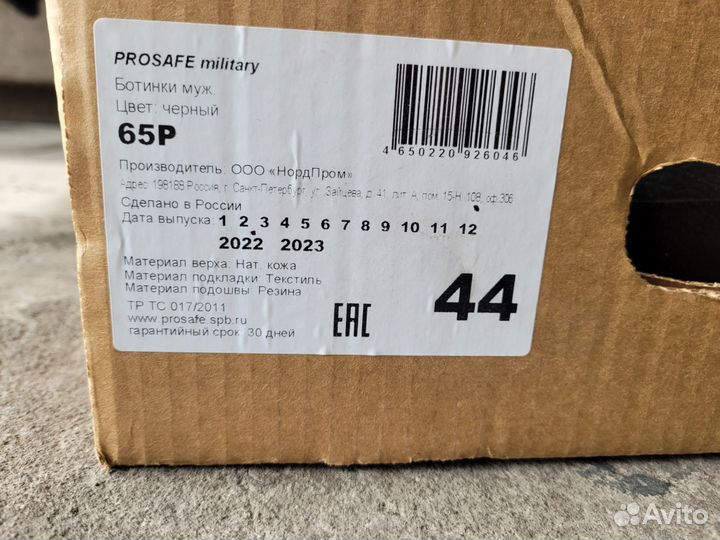 PROSAFE military
Ботинки муж.
Цвет: черный
65Р
4 650220 926046
Производитель: ООО «НордПром»
Адрес: 198188 Россия, г. Санкт-Петербург ул. Зайцева, д. 41, лит. А, пом. 15-Н, 108, оф.306
Сделано в России
Дата выпуска: 1 2 3 4 5 6 7 8 9 10 11 12
2022 2023
Материал верха: Нат. кожа
Материал подкладки: Текстиль
Материал подошвы: Резина
ТР ТС 017/2011
www.prosafe.spb.ru
гарантийный срок: 30 дней
EAC
44
Avito